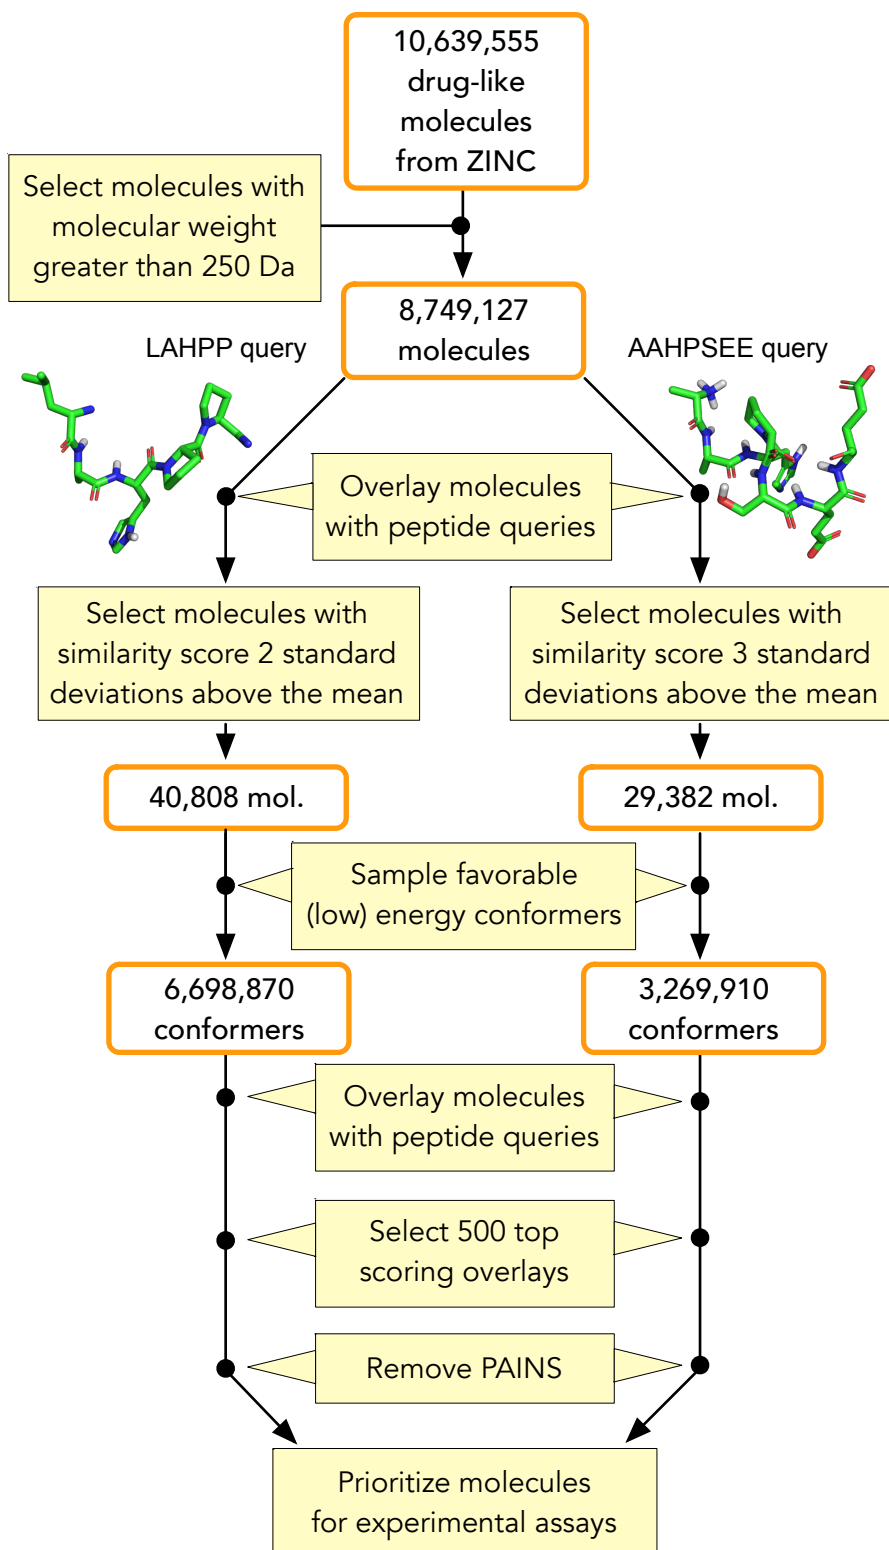 10,639,555
drug-like
molecules
from ZINC
Select molecules with
molecular weight
greater than 250 Da
8,749,127
molecules
LAHPP query
AAHPSEE query
Overlay molecules
with peptide queries
Select molecules with
similarity score 2 standard
deviations above the mean
Select molecules with
similarity score 3 standard
deviations above the mean
40,808 mol.
29,382 mol.
Sample favorable
(low) energy conformers
6,698,870
conformers
3,269,910
conformers
Overlay molecules
with peptide queries
Select 500 top
scoring overlays
Remove PAINS
Prioritize molecules
for experimental assays